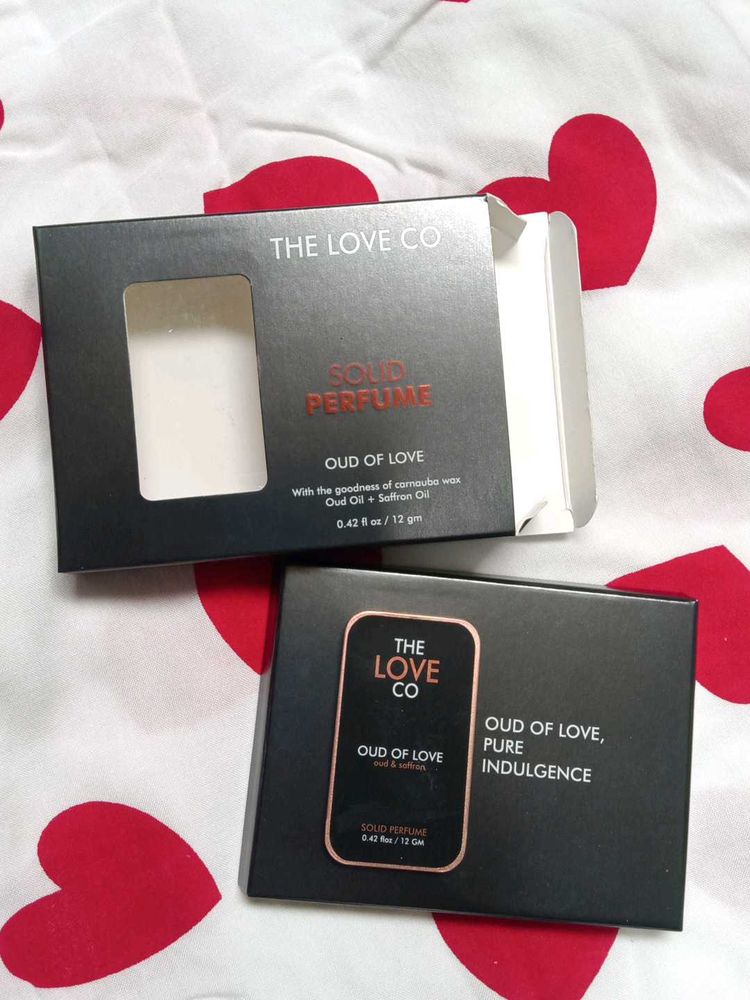 THE LOVE CO
SOLID
PERFUME
OUD OF LOVE
With the goodness of carnauba wax
Oud Oil + Saffron Oil
0.42 fl oz / 12 gm
THE
LOVE
CO
OUD OF LOVE
oud & saffron
SOLID PERFUME
0.42 floz / 12 GM
OUD OF LOVE,
PURE
INDULGENCE